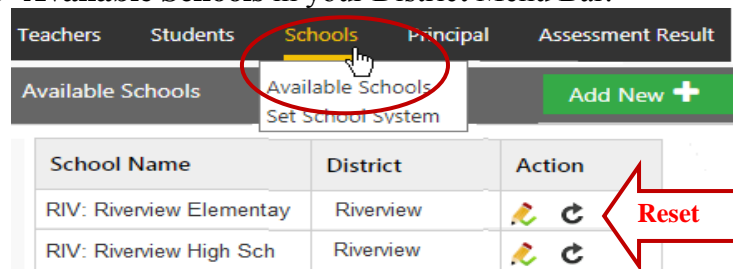 Available Schools in your District Menu Bar.
Teachers Students Schools Principal Assessment Result
Available Schools Available Schools Add New
Set School System
School Name District Action
RIV: Riverview Elementay Riverview Reset
RIV: Riverview High Sch Riverview